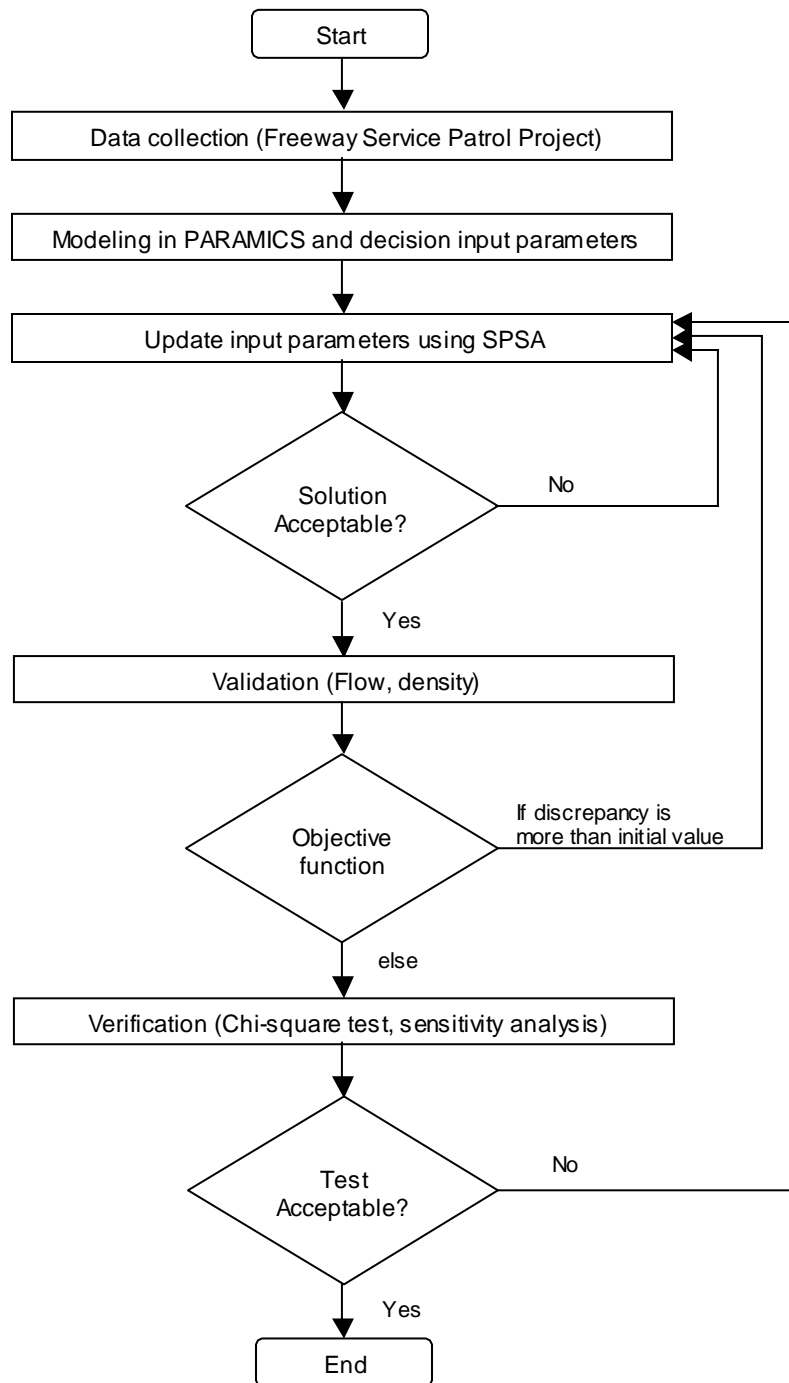 Start
Data collection (Freeway Service Patrol Project)
Modeling in PARAMICS and decision input parameters
Update input parameters using SPSA
Solution
Acceptable?
No
Yes
Validation (Flow, density)
Objective
function
If discrepancy is
more than initial value
else
Verification (Chi-square test, sensitivity analysis)
Test
Acceptable?
No
Yes
End